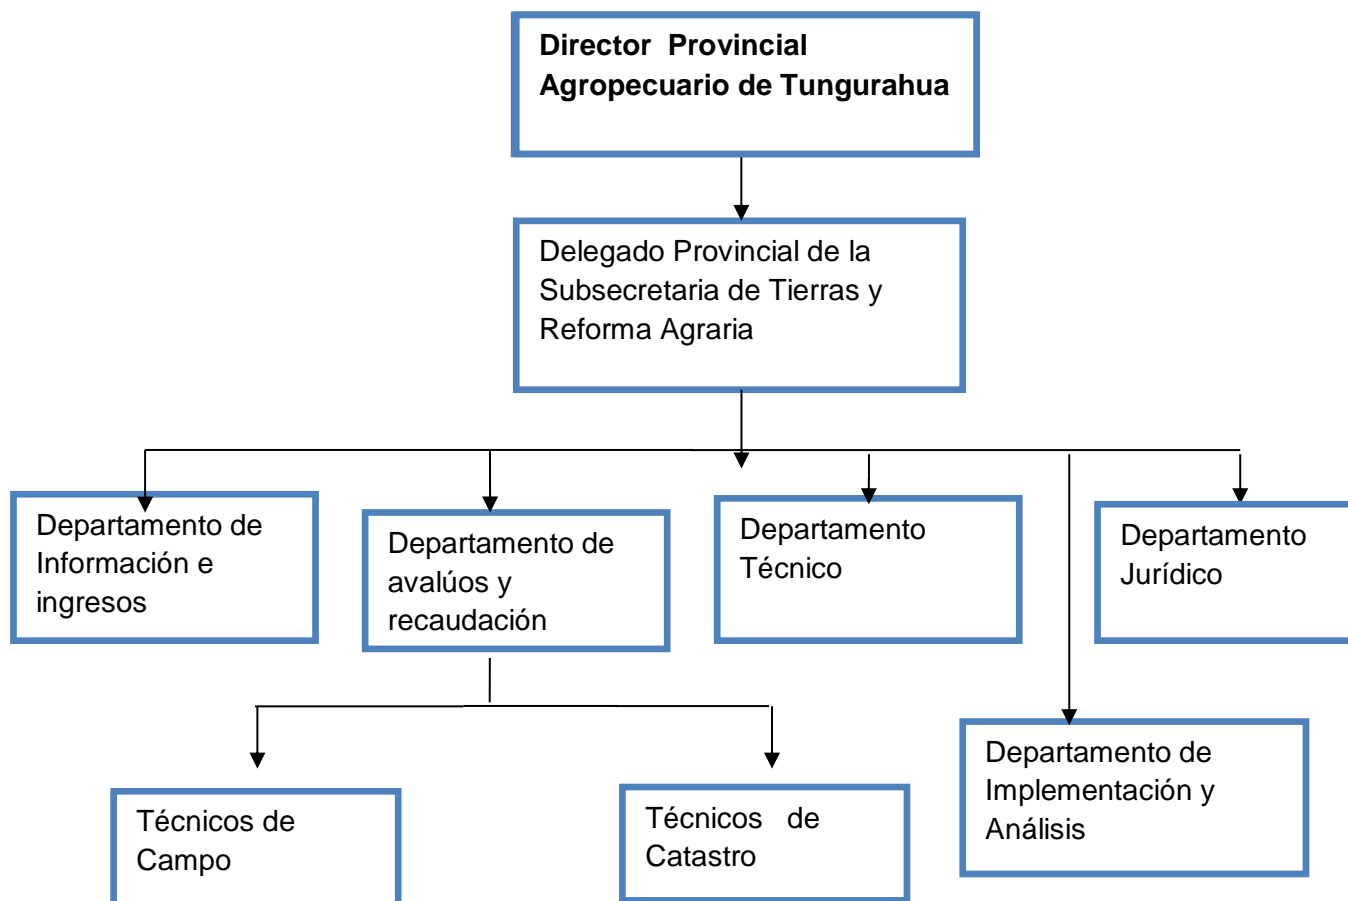 Director Provincial
Agropecuario de Tungurahua
Delegado Provincial de la
Subsecretaria de Tierras y
Reforma Agraria
Departamento de
Información e
ingresos
Departamento de
avalúos y
recaudación
Departamento
Técnico
Departamento
Jurídico
Departamento de
Implementación y
Análisis
Técnicos de
Campo
Técnicos de
Catastro